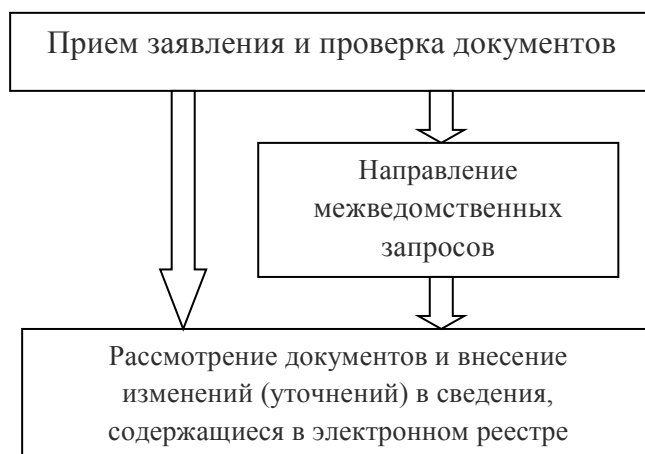 Прием заявления и проверка документов
Направление
межведомственных
запросов
Рассмотрение документов и внесение
изменений (уточнений) в сведения,
содержащиеся в электронном реестре